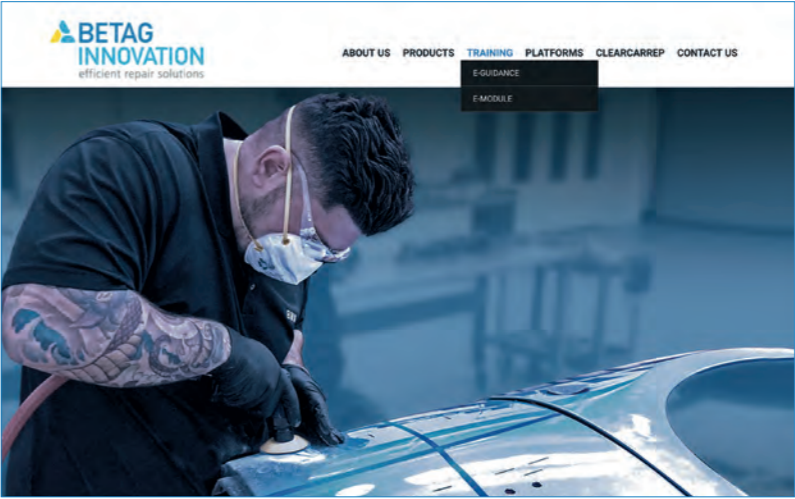 BETAG
INNOVATION
efficient repair solutions
ABOUT US PRODUCTS TRAINING PLATFORMS CLEARCARREP CONTACT US
E-GUIDANCE
E-MODULE